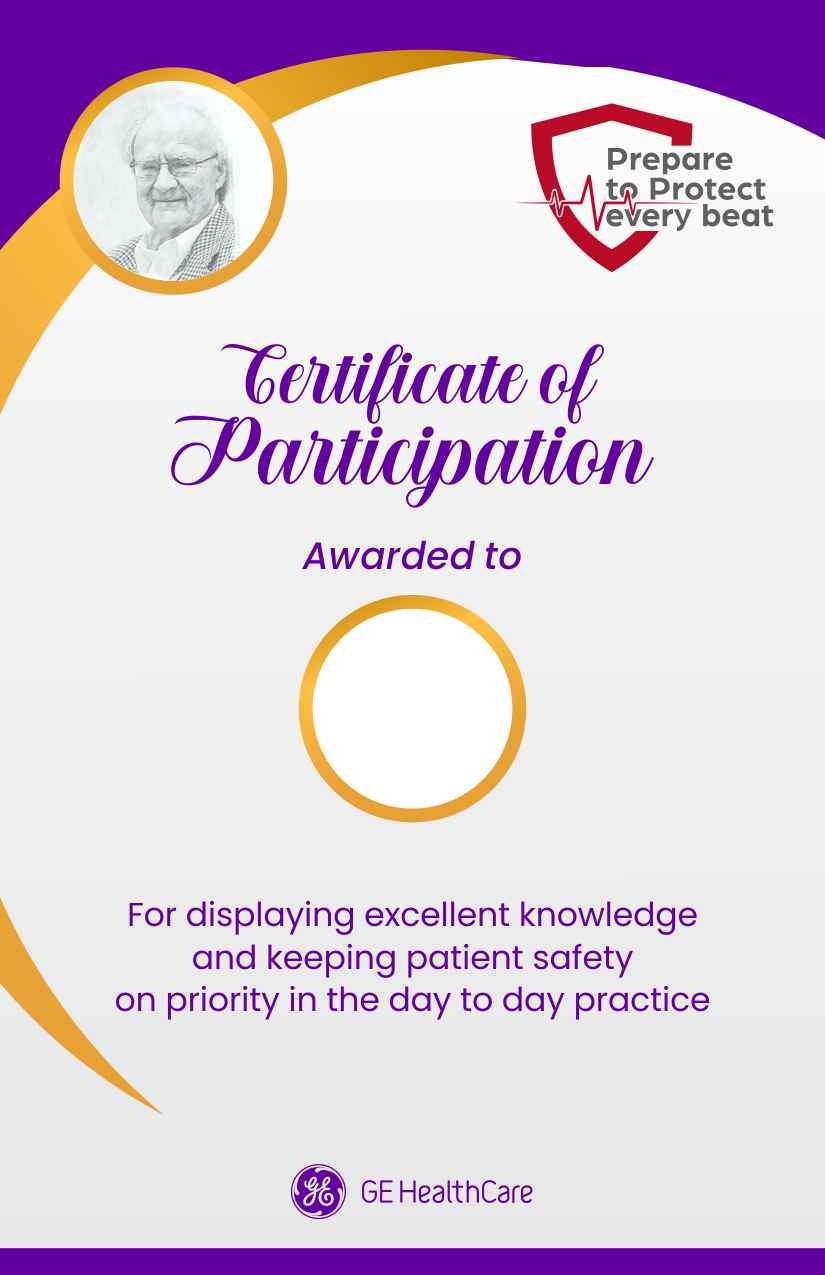 Prepare
to Protect
every beat
Certificate of
Participation
Awarded to
For displaying excellent knowledge
and keeping patient safety
on priority in the day to day practice
GE GE HealthCare